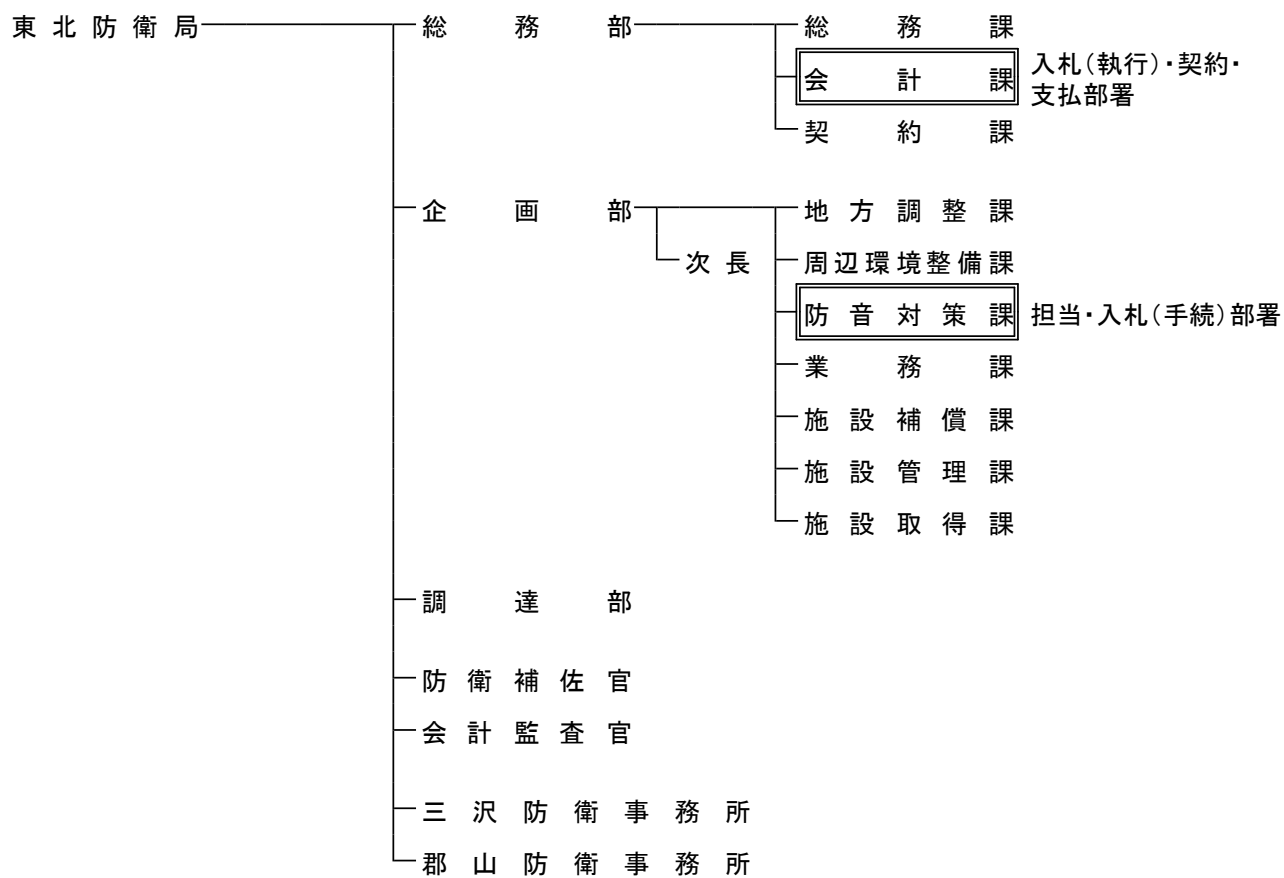 東北防衛局 総務部 総務課
会計課 入札(執行)・契約・
支払部署
契約課
企画部 地方調整課
次長 周辺環境整備課
防音対策課 担当・入札(手続)部署
業務課
施設補償課
施設管理課
施設取得課
調達部
防衛補佐官
会計監査官
三沢防衛事務所
郡山防衛事務所